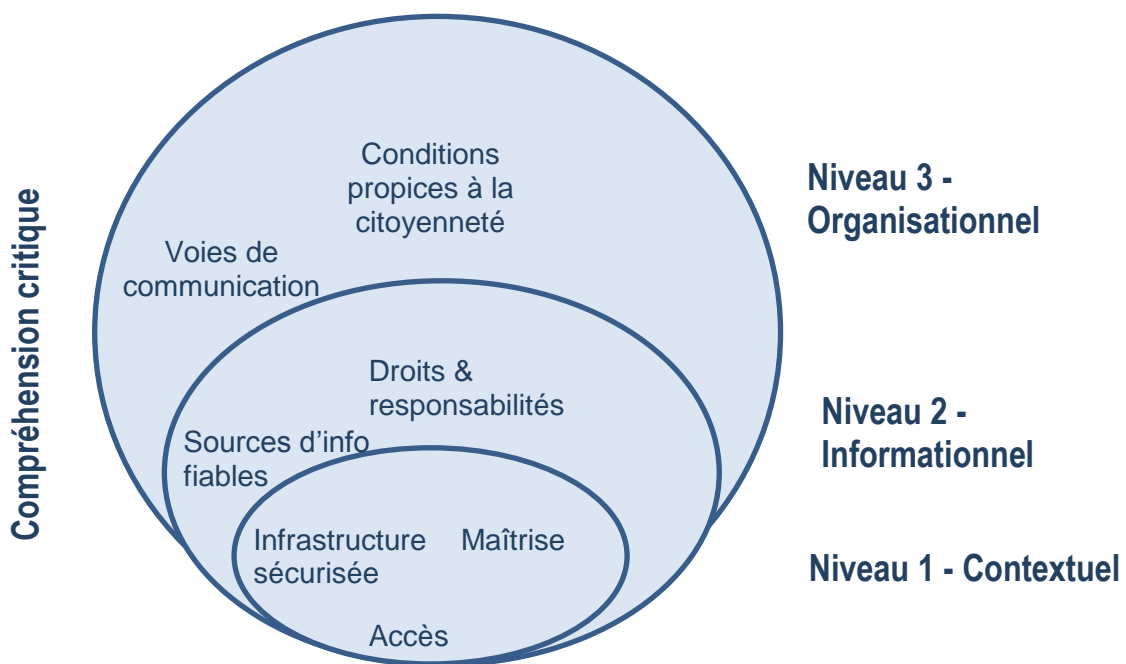 Compréhension critique
Conditions
propices à la
citoyenneté
Niveau 3 -
Organisationnel
Voies de
communication
Droits &
responsabilités
Niveau 2 -
Informationnel
Sources d’info
fiables
Infrastructure
sécurisée
Maîtrise
Niveau 1 - Contextuel
Accès